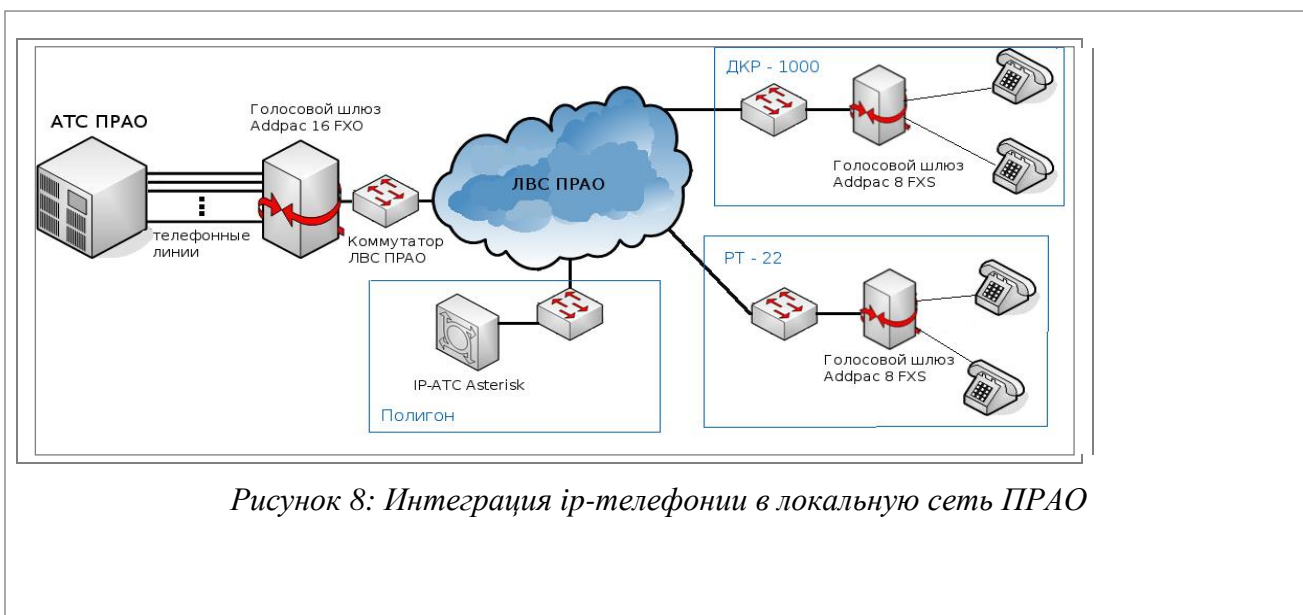 АТС ПРАО
Голосовой шлюз
Addpac 16 FXO
телефонные
линии
Коммутатор
ЛВС ПРАО
ЛВС ПРАО
IP-АТС Asterisk
Полигон
ДКР - 1000
Голосовой шлюз
Addpac 8 FXS
РТ - 22
Голосовой шлюз
Addpac 8 FXS
Рисунок 8: Интеграция ip-телефонии в локальную сеть ПРАО